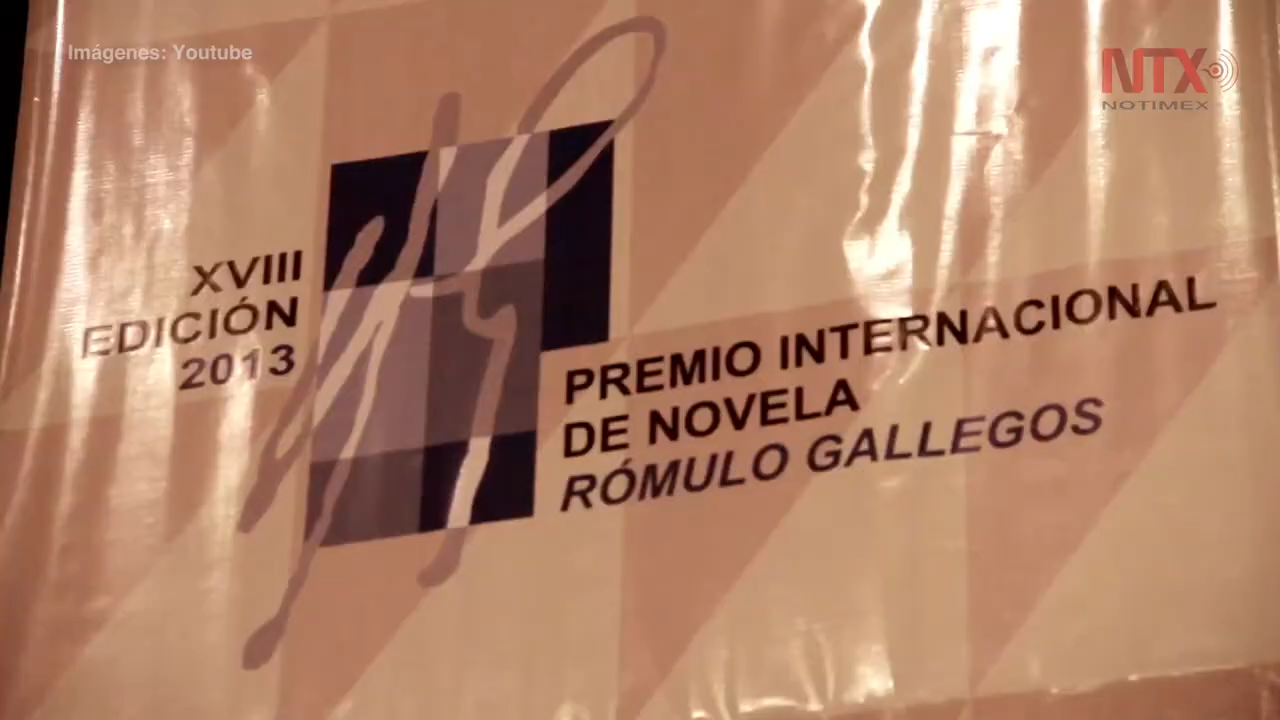 Imágenes: Youtube
NTX
NOTIMEX
XVIII
EDICIÓN
2013
PREMIO INTERNACIONAL
DE NOVELA
RÓMULO GALLEGOS